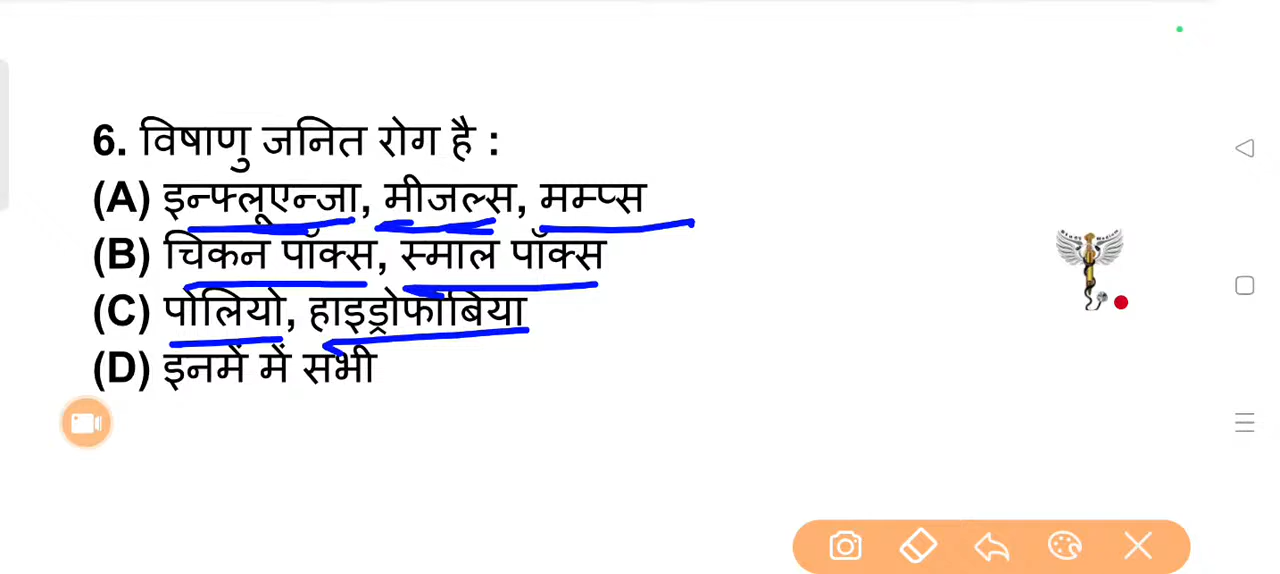 6. विषाणु जनित रोग है :
(A) इन्फ्लूएन्जा, मीजल्स, मम्प्स
(B) चिकन पॉक्स, स्माल पॉक्स
(C) पोलियो, हाइड्रोफोबिया
(D) इनमें में सभी